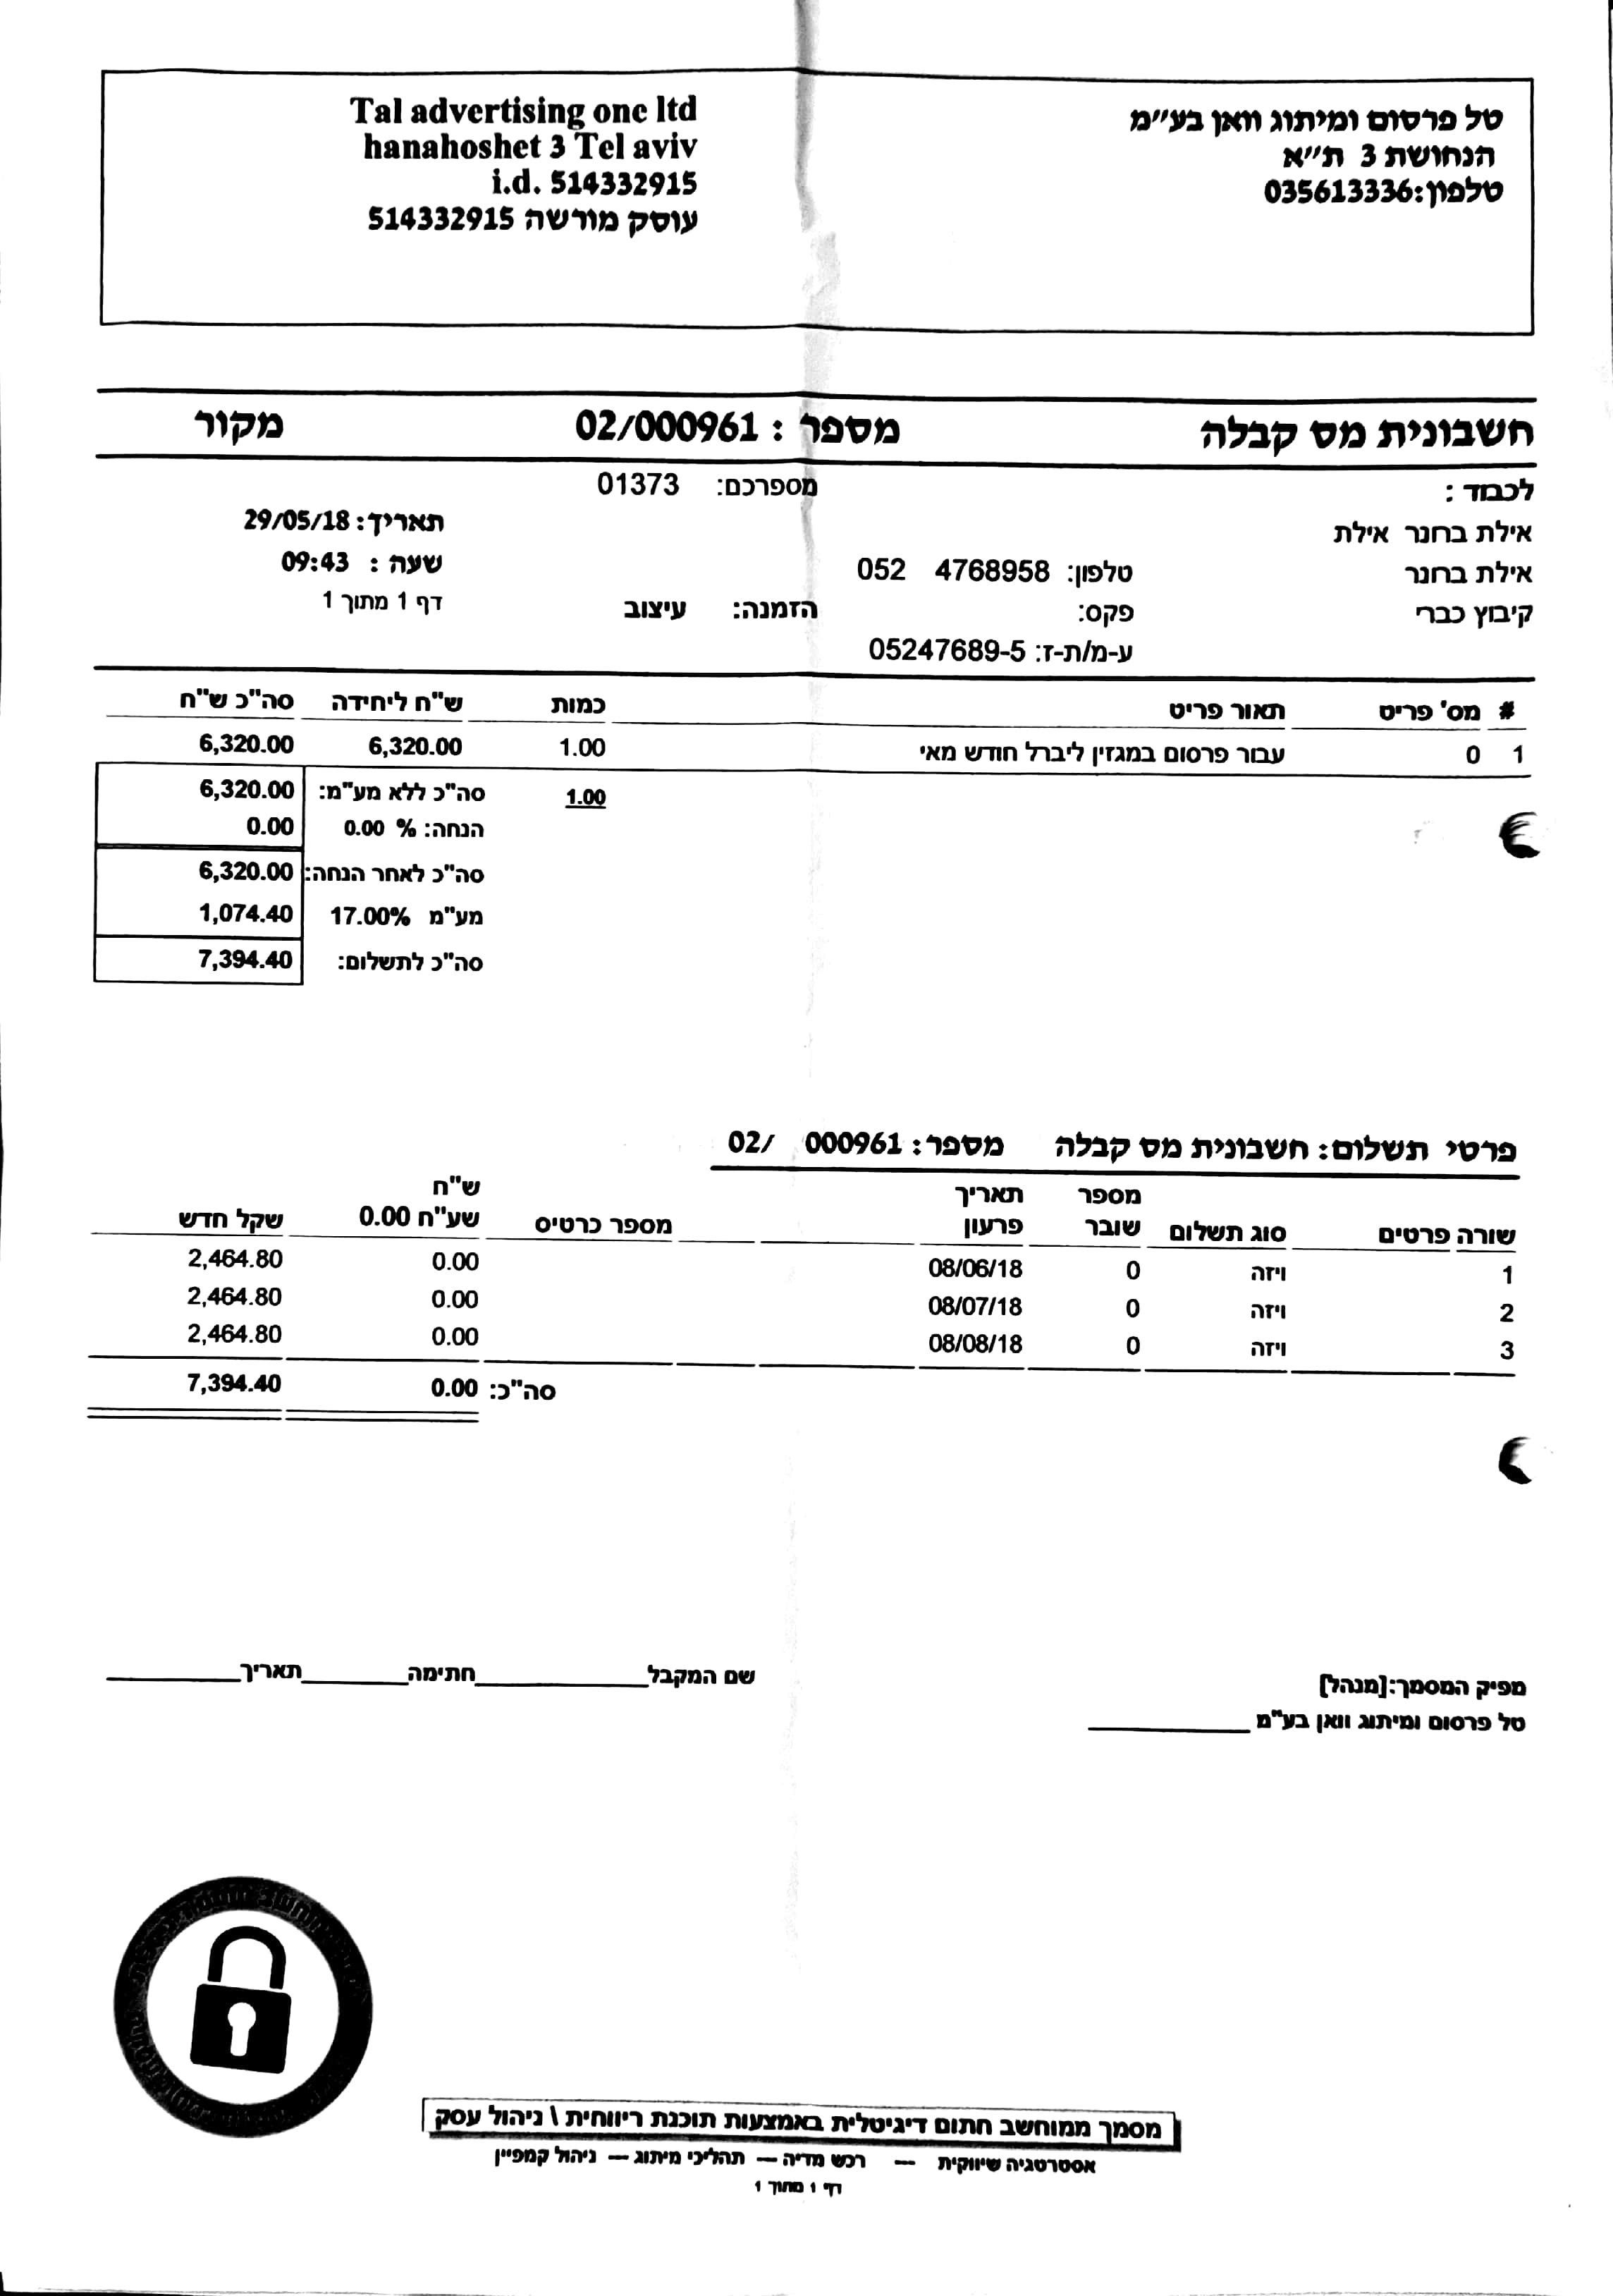 טל פרסום ומיתוג וואן בע״מ
הנחושת 3 ת״א
טלפון:035613336
Tal advertising one ltd
hanahoshet 3 Tel aviv
i.d. 514332915
עוסק מורשה 514332915
חשבונית מס קבלה מספר : 02/000961 מקור
לכבוד : מספרכם: 01373
אילת ברונר אילת תאריך: 29/05/18
אילת ברונר טלפון: 052 4768958 שעה : 09:43
קיבוץ כברי פקס: הזמנה: עיצוב דף 1 מתוך 1
ע-מ/ת-ז: 05247689-5
# מס' פריט תאור פריט כמות ש"ח ליחידה סה"כ ש"ח
1 0 עבור פרסום במגזין ליברל חודש מאי 1.00 6,320.00 6,320.00
1.00 סה"כ ללא מע"מ: 6,320.00
הנחה: % 0.00 0.00
סה"כ לאחר הנחה: 6,320.00
מע"מ 17.00% 1,074.40
סה"כ לתשלום: 7,394.40
פרטי תשלום: חשבונית מס קבלה מספר: 000961 /02
שורה פרטים סוג תשלום מספר שובר תאריך פרעון מספר כרטיס ש"ח שע"ח 0.00 שקל חדש
1 ויזה 0 08/06/18 0.00 2,464.80
2 ויזה 0 08/07/18 0.00 2,464.80
3 ויזה 0 08/08/18 0.00 2,464.80
סה"כ: 0.00 7,394.40
מפיק המסמך:[מנהל] שם המקבל____________חתימה________תאריך__________
טל פרסום ומיתוג וואן בע"מ ____________
מסמך ממוחשב חתום דיגיטלית באמצעות תוכנת ריווחית \ ניהול עסק
אסטרטגיה שיווקית — רכש מדיה — תהליכי מיתוג — ניהול קמפיין
דף 1 מתוך 1